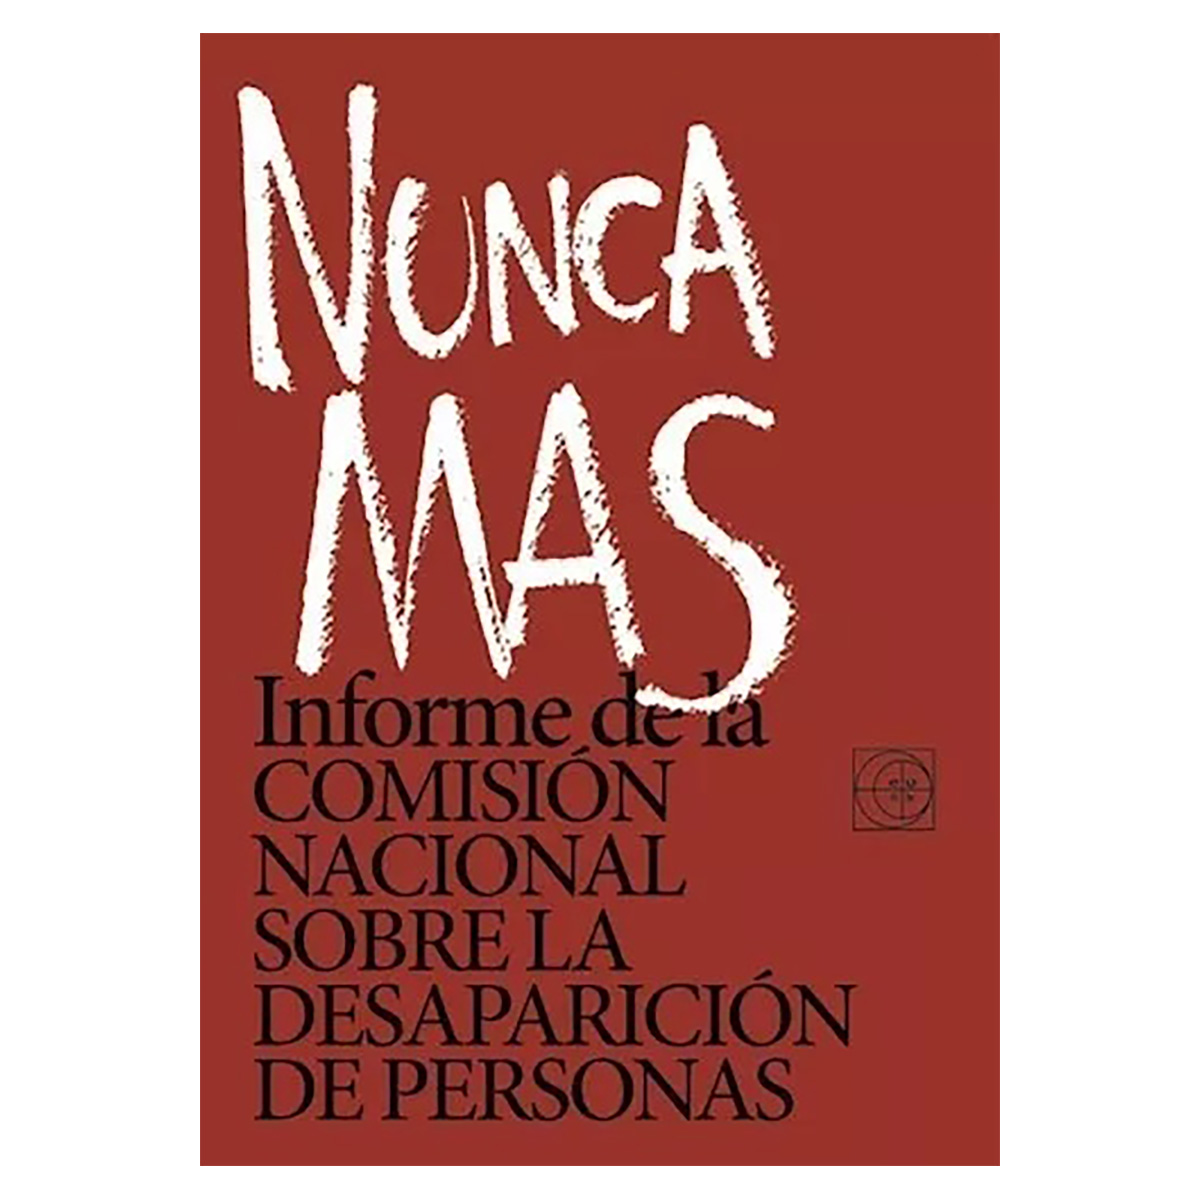 NUNCA
MAS
Informe de la
COMISIÓN
NACIONAL
SOBRE LA
DESAPARICIÓN
DE PERSONAS